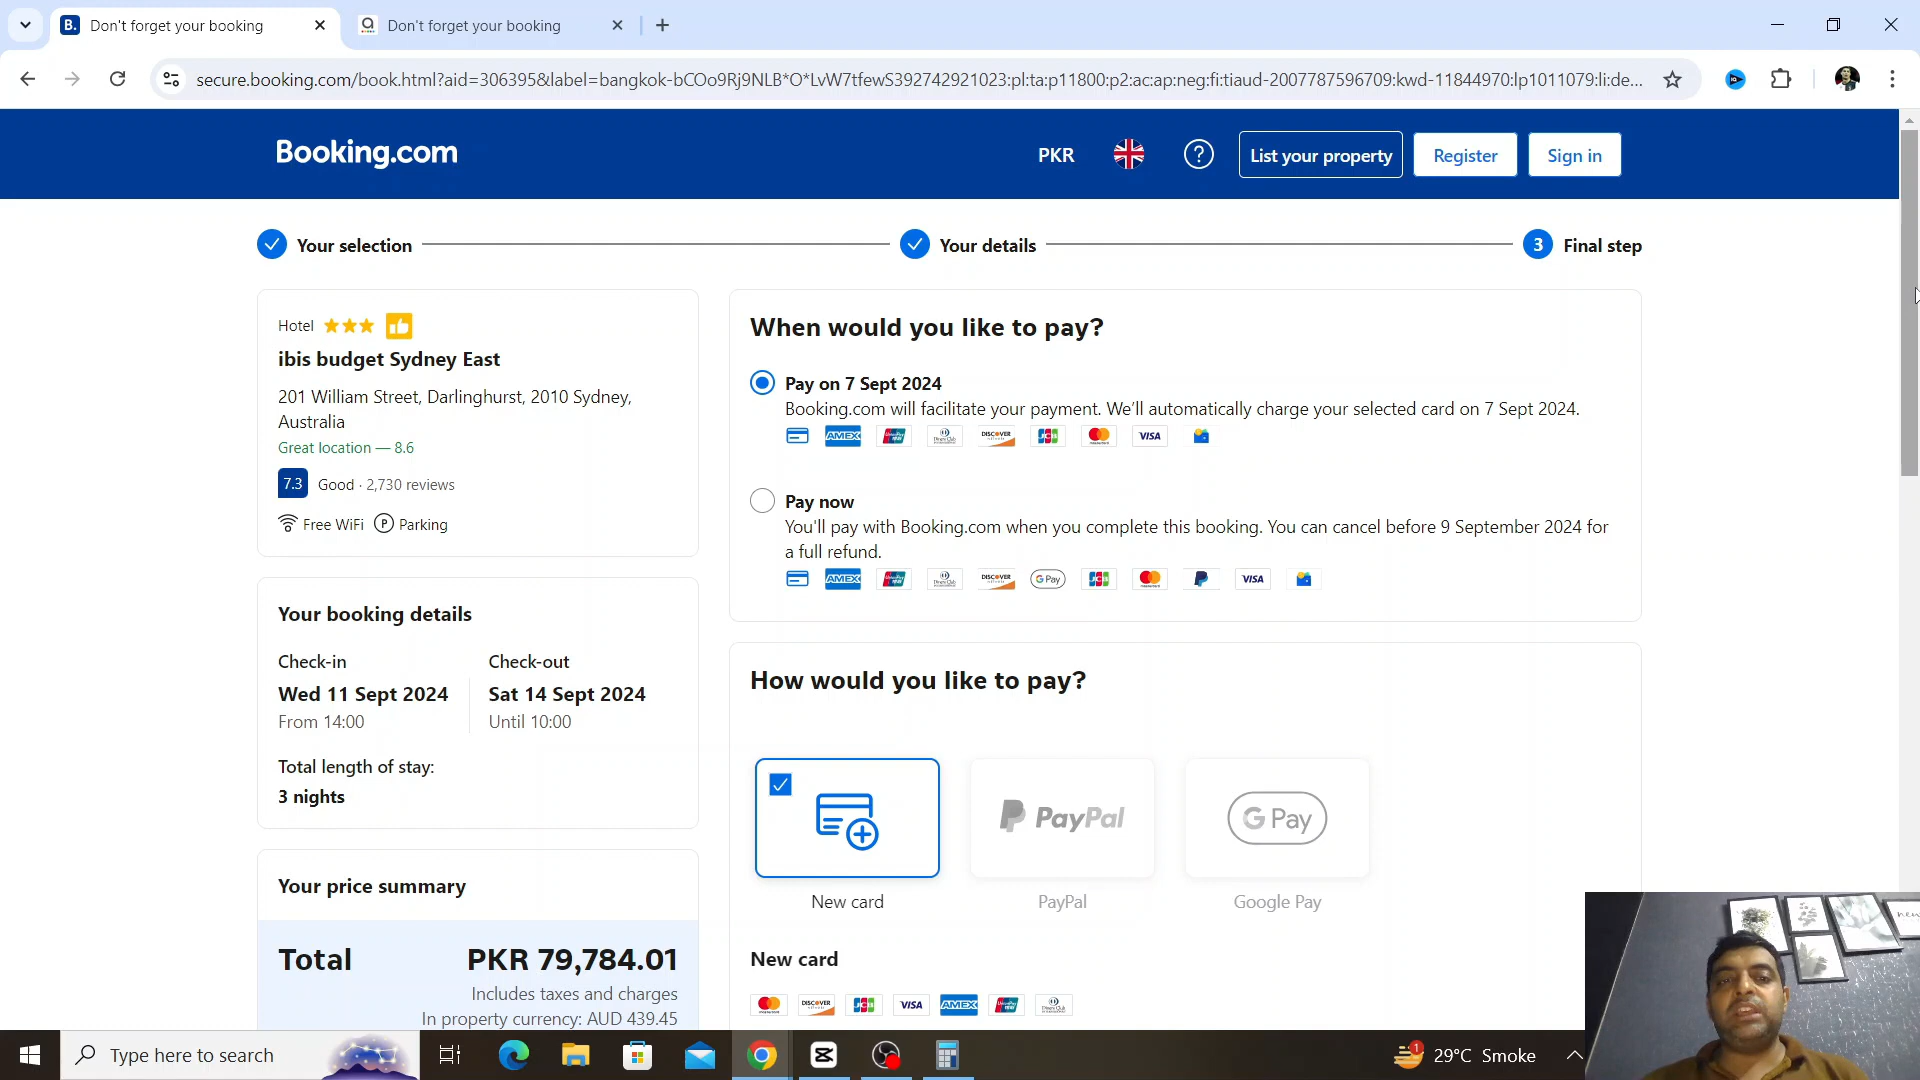 Don't forget your booking
Don't forget your booking
secure.booking.com/book.html?aid=306395&label=bangkok-bCOo9Rj9NLB*O*LvW7tfewS392742921023:pl:ta:p11800:p2:ac:ap:neg:fi:tiaud-2007787596709:kwd-11844970:lp1011079:li:de...
Booking.com
PKR
List your property
Register
Sign in
Your selection
Your details
3 Final step
Hotel
ibis budget Sydney East
201 William Street, Darlinghurst, 2010 Sydney,
Australia
Great location — 8.6
7.3 Good · 2,730 reviews
Free WiFi P Parking
Your booking details
Check-in
Wed 11 Sept 2024
From 14:00
Check-out
Sat 14 Sept 2024
Until 10:00
Total length of stay:
3 nights
Your price summary
Total PKR 79,784.01
Includes taxes and charges
In property currency: AUD 439.45
When would you like to pay?
Pay on 7 Sept 2024
Booking.com will facilitate your payment. We'll automatically charge your selected card on 7 Sept 2024.
AMEX DISCOVER JCB VISA
Pay now
You'll pay with Booking.com when you complete this booking. You can cancel before 9 September 2024 for
a full refund.
AMEX DISCOVER G Pay JCB VISA
How would you like to pay?
PayPal
G Pay
New card
PayPal
Google Pay
New card
DISCOVER JCB VISA AMEX
new
Type here to search
1
29°C Smoke